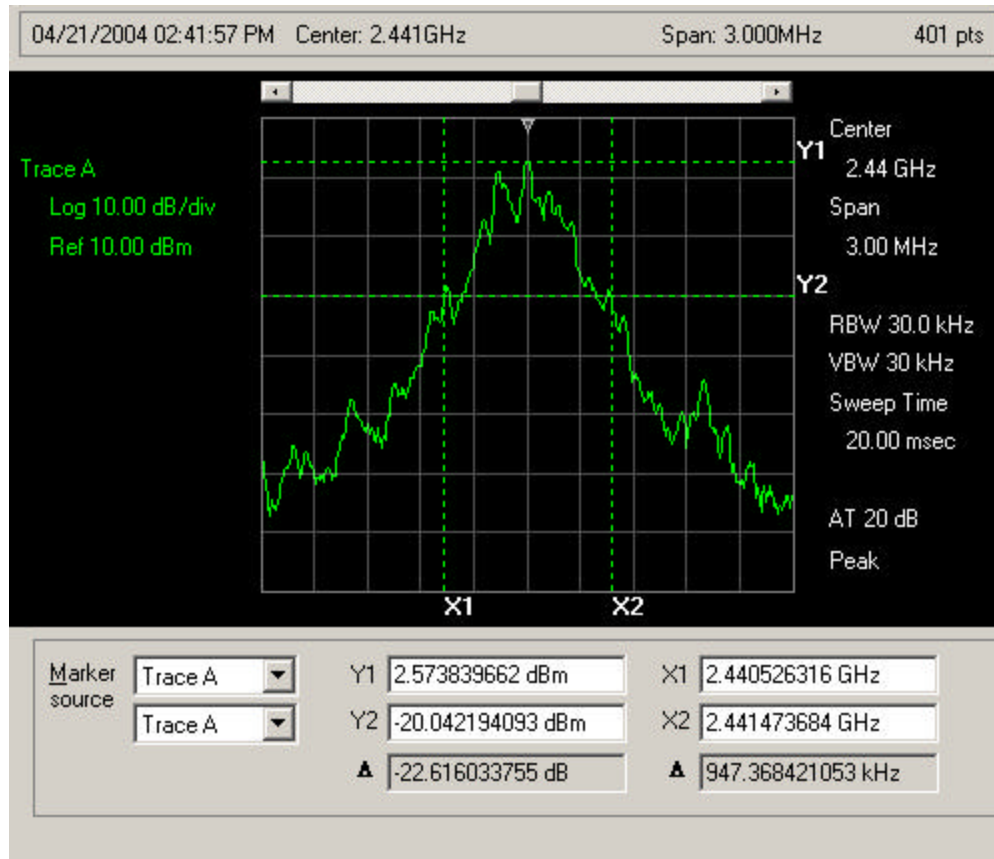 04/21/2004 02:41:57 PM Center: 2.441GHz Span: 3.000MHz 401 pts
Trace A
Log 10.00 dB/div
Ref 10.00 dBm
Y1
Y2
X1 X2
Center
2.44 GHz
Span
3.00 MHz
RBW 30.0 kHz
VBW 30 kHz
Sweep Time
20.00 msec
AT 20 dB
Peak
Marker source
Trace A
Trace A
Y1 2.573839662 dBm
Y2 -20.042194093 dBm
Δ -22.616033755 dB
X1 2.440526316 GHz
X2 2.441473684 GHz
Δ 947.368421053 kHz